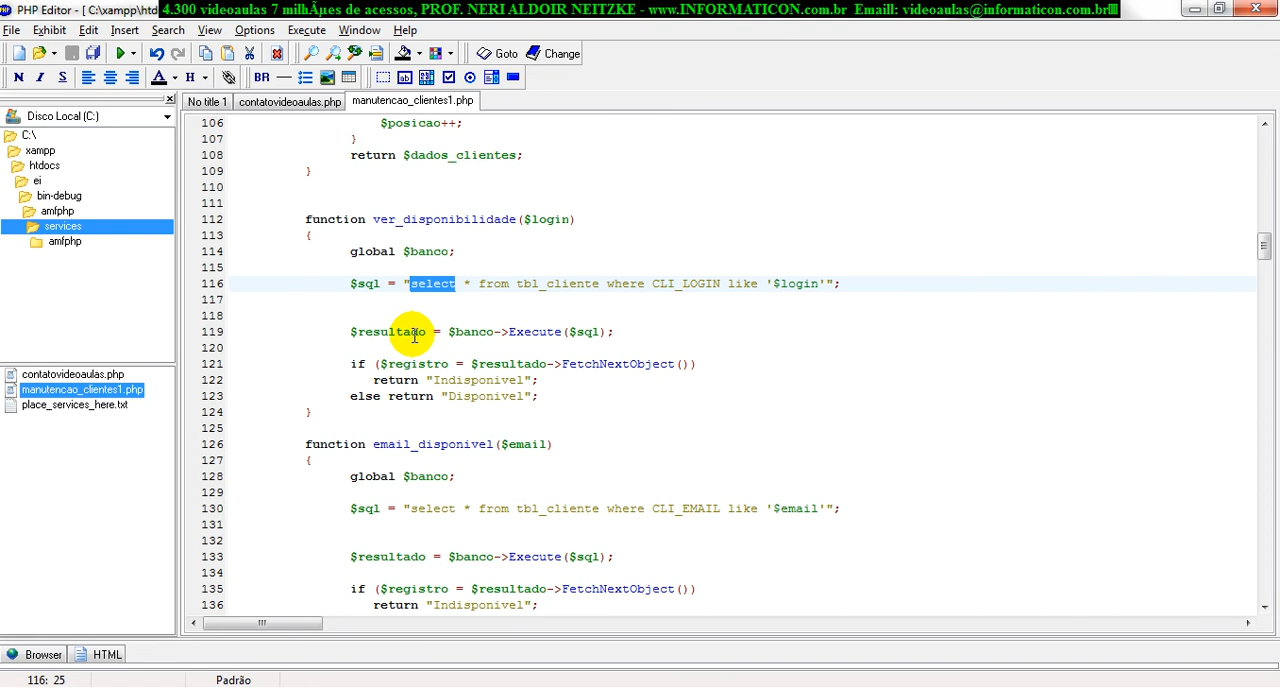 PHP Editor - [ C:\xampp\htd
4.300 videoaulas 7 milhÃµes de acessos, PROF. NERI ALDOIR NEITZKE - www.INFORMATICON.com.br Emaill: videoaulas@informaticon.com.br
File Exhibit Edit Insert Search View Options Execute Window Help
Goto Change
N I S A H BR
Disco Local (C:)
No title 1 contatovideoaulas.php manutencao_clientes1.php
C:\
xampp
htdocs
ei
bin-debug
amfphp
services
amfphp
contatovideoaulas.php
manutencao_clientes1.php
place_services_here.txt
106 $posicao++;
107 }
108 return $dados_clientes;
109 }
110
111
112 function ver_disponibilidade($login)
113 {
114 global $banco;
115
116 $sql = "select * from tbl_cliente where CLI_LOGIN like '$login'";
117
118
119 $resultado = $banco->Execute($sql);
120
121 if ($registro = $resultado->FetchNextObject())
122 return "Indisponivel";
123 else return "Disponivel";
124 }
125
126 function email_disponivel($email)
127 {
128 global $banco;
129
130 $sql = "select * from tbl_cliente where CLI_EMAIL like '$email'";
131
132
133 $resultado = $banco->Execute($sql);
134
135 if ($registro = $resultado->FetchNextObject())
136 return "Indisponivel";
Browser HTML
116: 25 Padrão